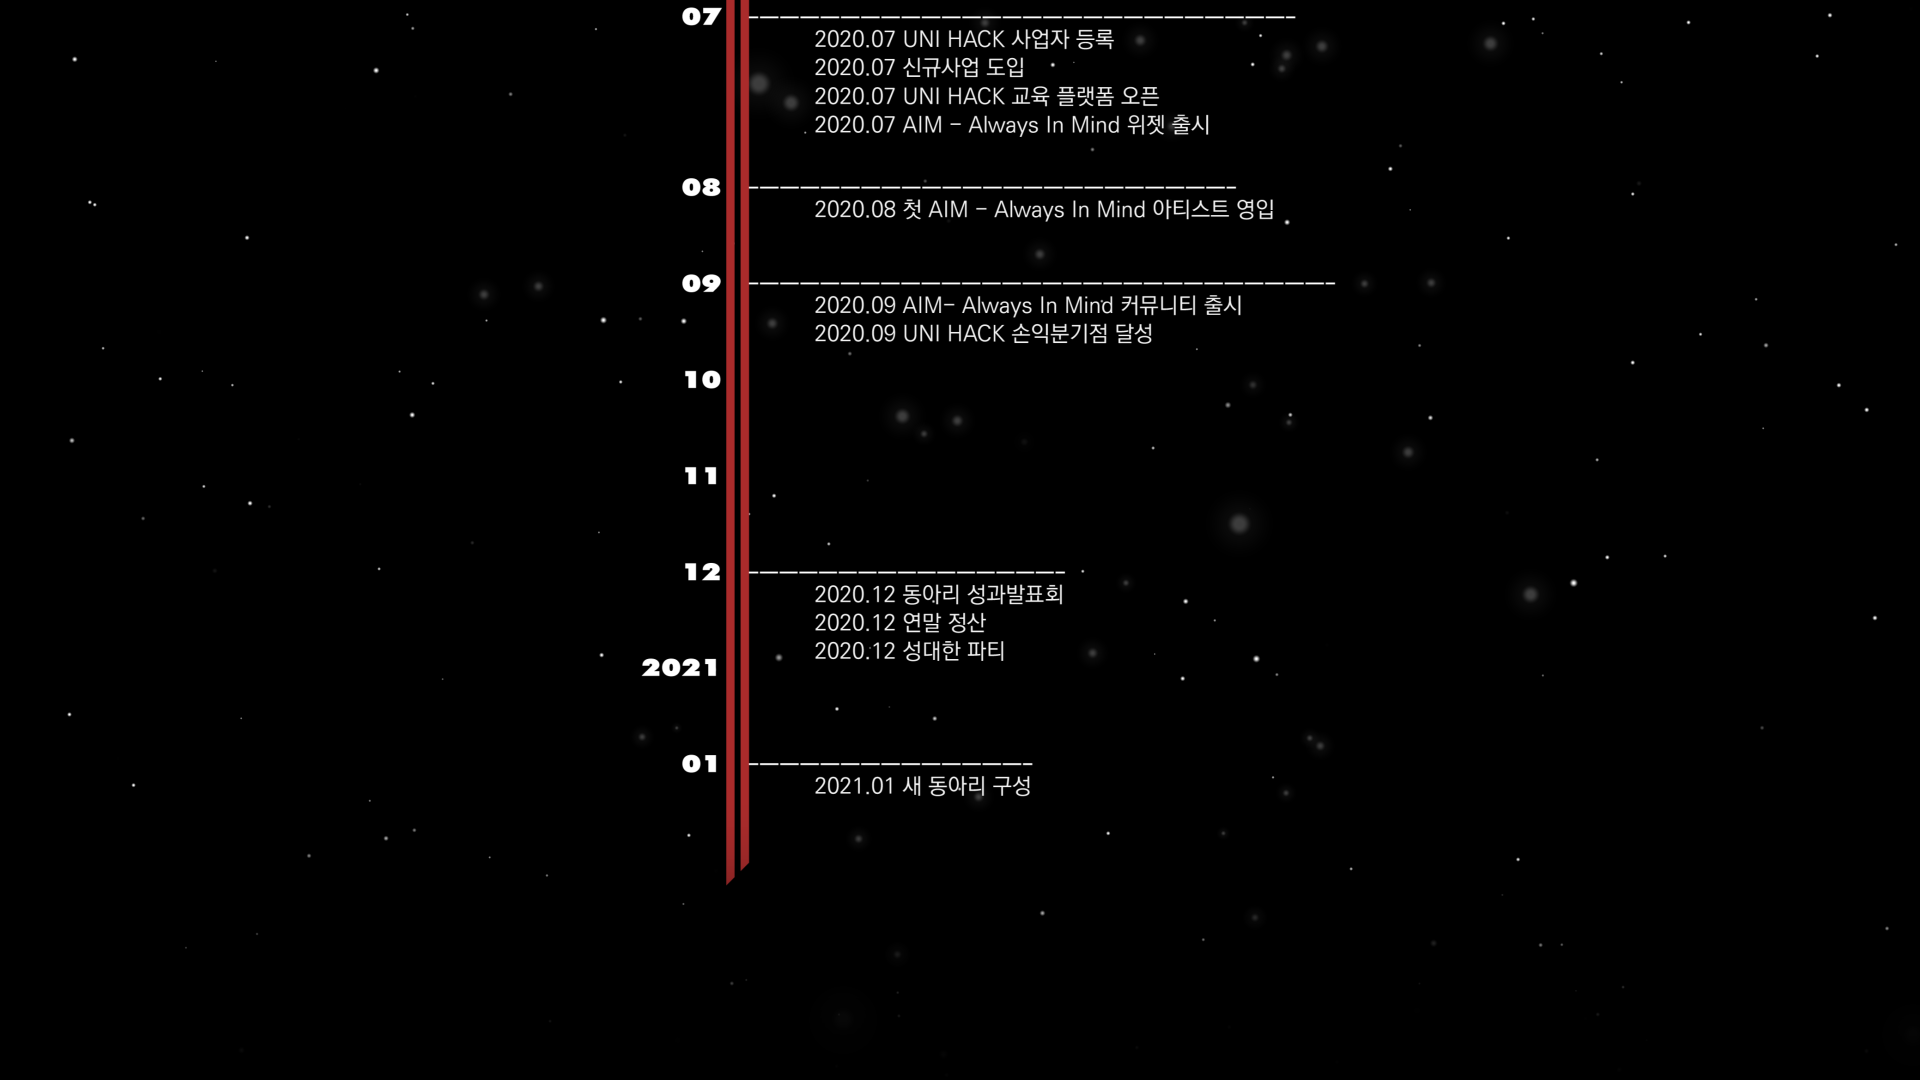 07
2020.07 UNI HACK 사업자 등록
2020.07 신규사업 도입
2020.07 UNI HACK 교육 플랫폼 오픈
2020.07 AIM - Always In Mind 위젯 출시
08
2020.08 첫 AIM - Always In Mind 아티스트 영입
09
2020.09 AIM- Always In Mind 커뮤니티 출시
2020.09 UNI HACK 손익분기점 달성
10
11
12
2020.12 동아리 성과발표회
2020.12 연말 정산
2020.12 성대한 파티
2021
01
2021.01 새 동아리 구성